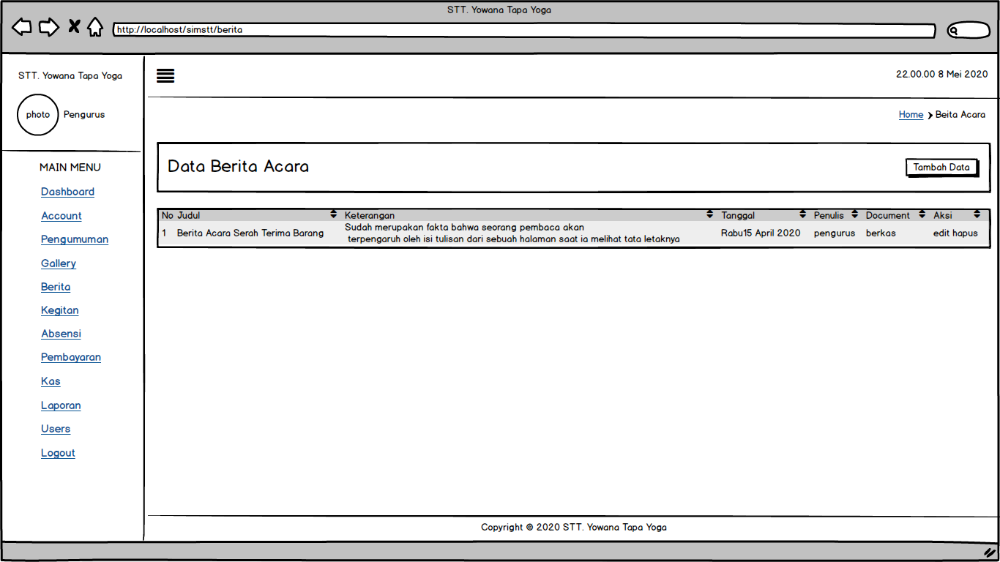 STT. Yowana Tapa Yoga
http://localhost/simstt/berita
STT. Yowana Tapa Yoga
photo Pengurus
MAIN MENU
Dashboard
Account
Pengumuman
Gallery
Berita
Kegitan
Absensi
Pembayaran
Kas
Laporan
Users
Logout
22.00.00 8 Mei 2020
Home Beita Acara
Data Berita Acara Tambah Data
No Judul Keterangan Tanggal Penulis Document Aksi
1 Berita Acara Serah Terima Barang Sudah merupakan fakta bahwa seorang pembaca akan
terpengaruh oleh isi tulisan dari sebuah halaman saat ia melihat tata letaknya Rabu15 April 2020 pengurus berkas edit hapus
Copyright © 2020 STT. Yowana Tapa Yoga